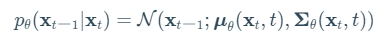 p_θ(𝐱_{t−1}|𝐱_t) = 𝒩(𝐱_{t−1}; 𝝁_θ(𝐱_t, t), 𝚺_θ(𝐱_t, t))